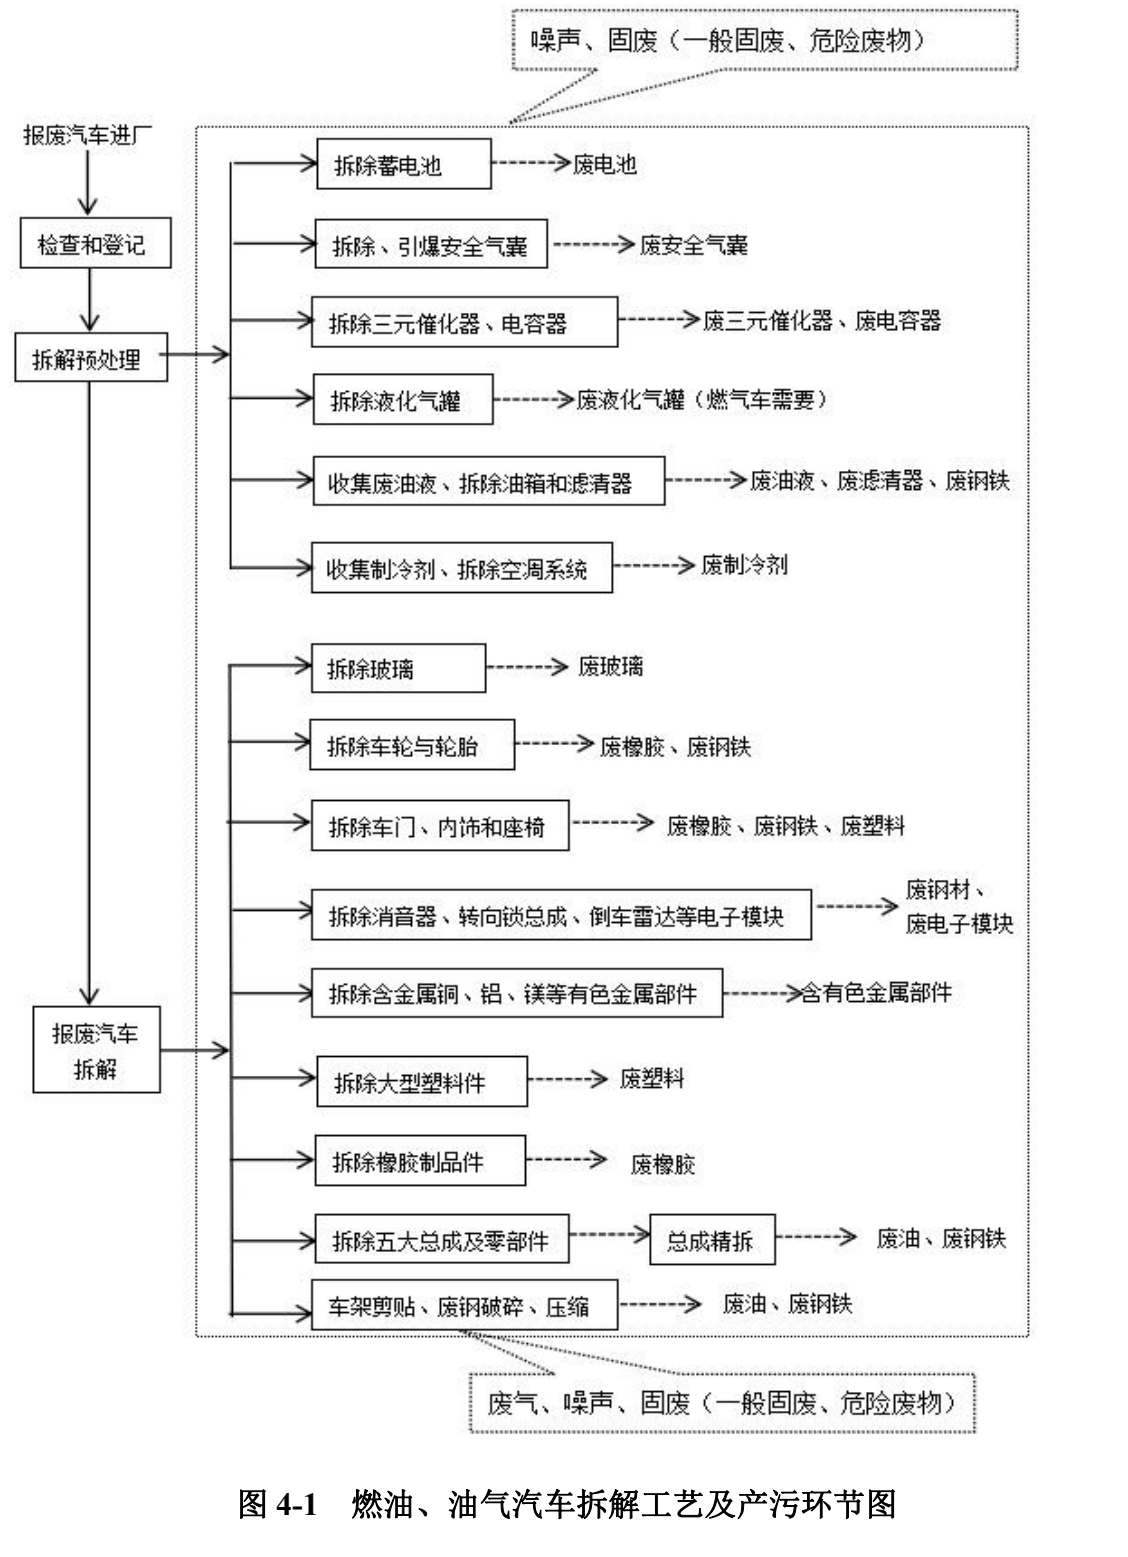 噪声、固废（一般固废、危险废物）
报废汽车进厂
检查和登记
拆解预处理
拆除蓄电池
废电池
拆除、引爆安全气囊
废安全气囊
拆除三元催化器、电容器
废三元催化器、废电容器
拆除液化气罐
废液化气罐（燃气车需要）
收集废油液、拆除油箱和滤清器
废油液、废滤清器、废钢铁
收集制冷剂、拆除空调系统
废制冷剂
报废汽车
拆解
拆除玻璃
废玻璃
拆除车轮与轮胎
废橡胶、废钢铁
拆除车门、内饰和座椅
废橡胶、废钢铁、废塑料
拆除消音器、转向锁总成、倒车雷达等电子模块
废钢材、
废电子模块
拆除含金属铜、铝、镁等有色金属部件
含有色金属部件
拆除大型塑料件
废塑料
拆除橡胶制品件
废橡胶
拆除五大总成及零部件
总成精拆
废油、废钢铁
车架剪贴、废钢破碎、压缩
废油、废钢铁
废气、噪声、固废（一般固废、危险废物）
图 4-1 燃油、油气汽车拆解工艺及产污环节图